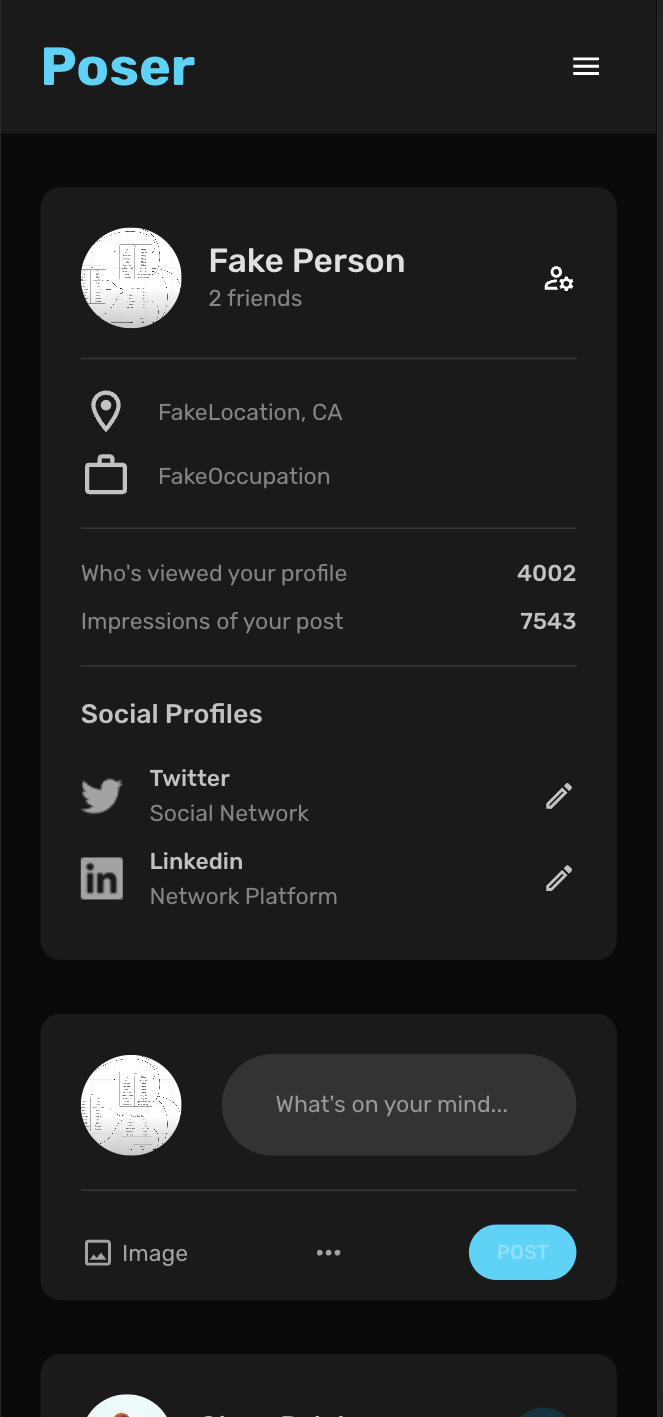 Poser
Fake Person
2 friends
FakeLocation, CA
FakeOccupation
Who's viewed your profile 4002
Impressions of your post 7543
Social Profiles
Twitter
Social Network
in Linkedin
Network Platform
What's on your mind...
Image POST